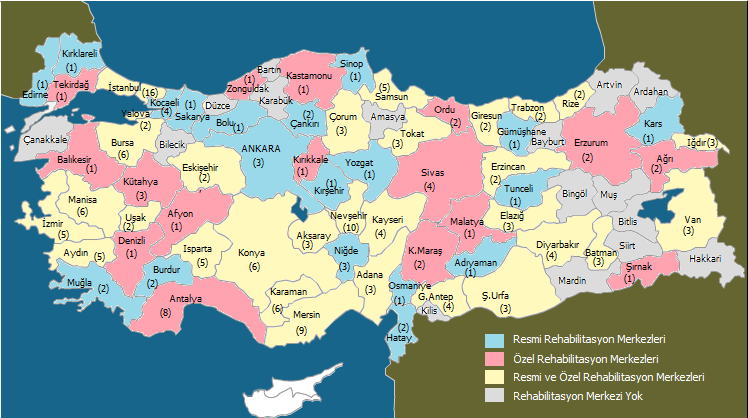 Kırklareli
(1)
Edirne
(1)
Tekirdağ
(1)
İstanbul
(16)
Kocaeli
(4)
Yalova
(2)
Sakarya
(1)
Düzce
Bolu
(1)
Zonguldak
(1)
Bartın
Karabük
Kastamonu
(1)
Sinop
(1)
Samsun
(5)
Çankırı
(2)
Çorum
(3)
Amasya
Tokat
(3)
Ordu
(2)
Giresun
(2)
Trabzon
(2)
Rize
(2)
Artvin
Ardahan
Kars
(1)
Iğdır(3)
Gümüşhane
(1)
Bayburt
Erzurum
(2)
Ağrı
(2)
Çanakkale
Balıkesir
(1)
Bursa
(6)
Bilecik
Eskişehir
(2)
ANKARA
(3)
Kırıkkale
(1)
Yozgat
(1)
Kırşehir
(1)
Sivas
(4)
Erzincan
(2)
Tunceli
(1)
Bingöl
Muş
Bitlis
Van
(3)
Kütahya
(3)
Manisa
(6)
Uşak
(2)
Afyon
(1)
İzmir
(5)
Aydın
(5)
Denizli
(1)
Isparta
(5)
Burdur
(2)
Muğla
(2)
Antalya
(8)
Konya
(6)
Aksaray
(3)
Nevşehir
(10)
Kayseri
(4)
Niğde
(3)
Karaman
(6)
Mersin
(9)
Adana
(3)
Osmaniye
(1)
Hatay
(2)
K.Maraş
(2)
Malatya
(1)
Elazığ
(3)
Adıyaman
(1)
G.Antep
(4)
Kilis
Ş.Urfa
(3)
Diyarbakır
(4)
Batman
(3)
Mardin
Siirt
Şırnak
(1)
Hakkari
Resmi Rehabilitasyon Merkezleri
Özel Rehabilitasyon Merkezleri
Resmi ve Özel Rehabilitasyon Merkezleri
Rehabilitasyon Merkezi Yok